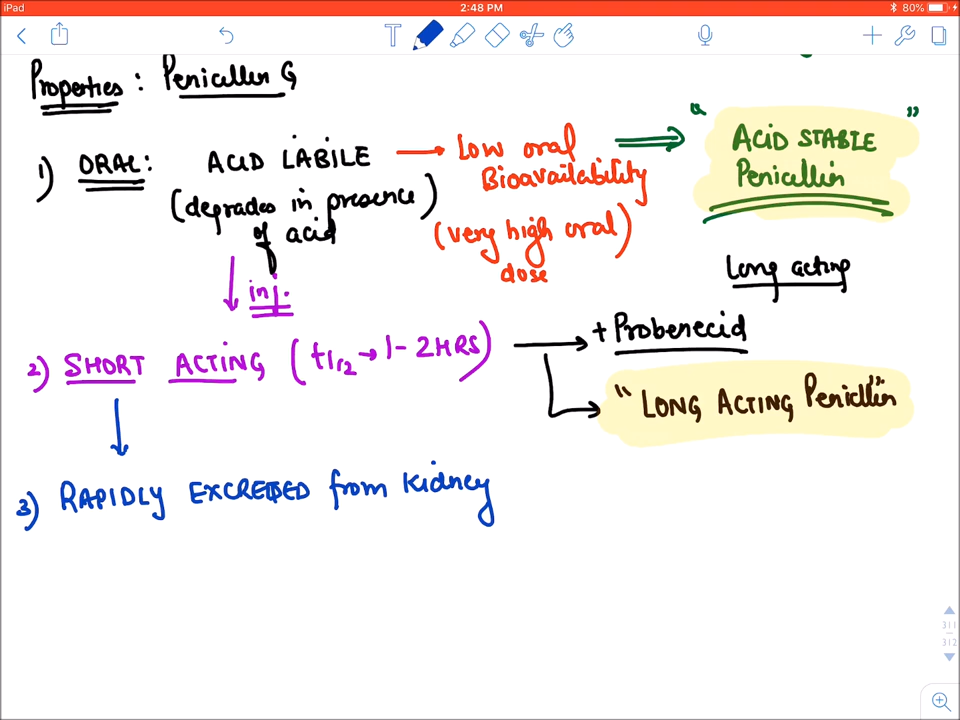 iPad
2:48 PM
80%
T
Properties : Penicillin G
1) ORAL : ACID LABILE → Low oral Bioavailability ⇒ " ACID STABLE Penicillin "
(degrades in presence of acid)
(very high oral) dose
inj.
Long acting
2) SHORT ACTING (t1/2 → 1 - 2 HRS) → + Probenecid
"LONG ACTING Penicillin"
3) RAPIDLY EXCRETED from kidney
311
312